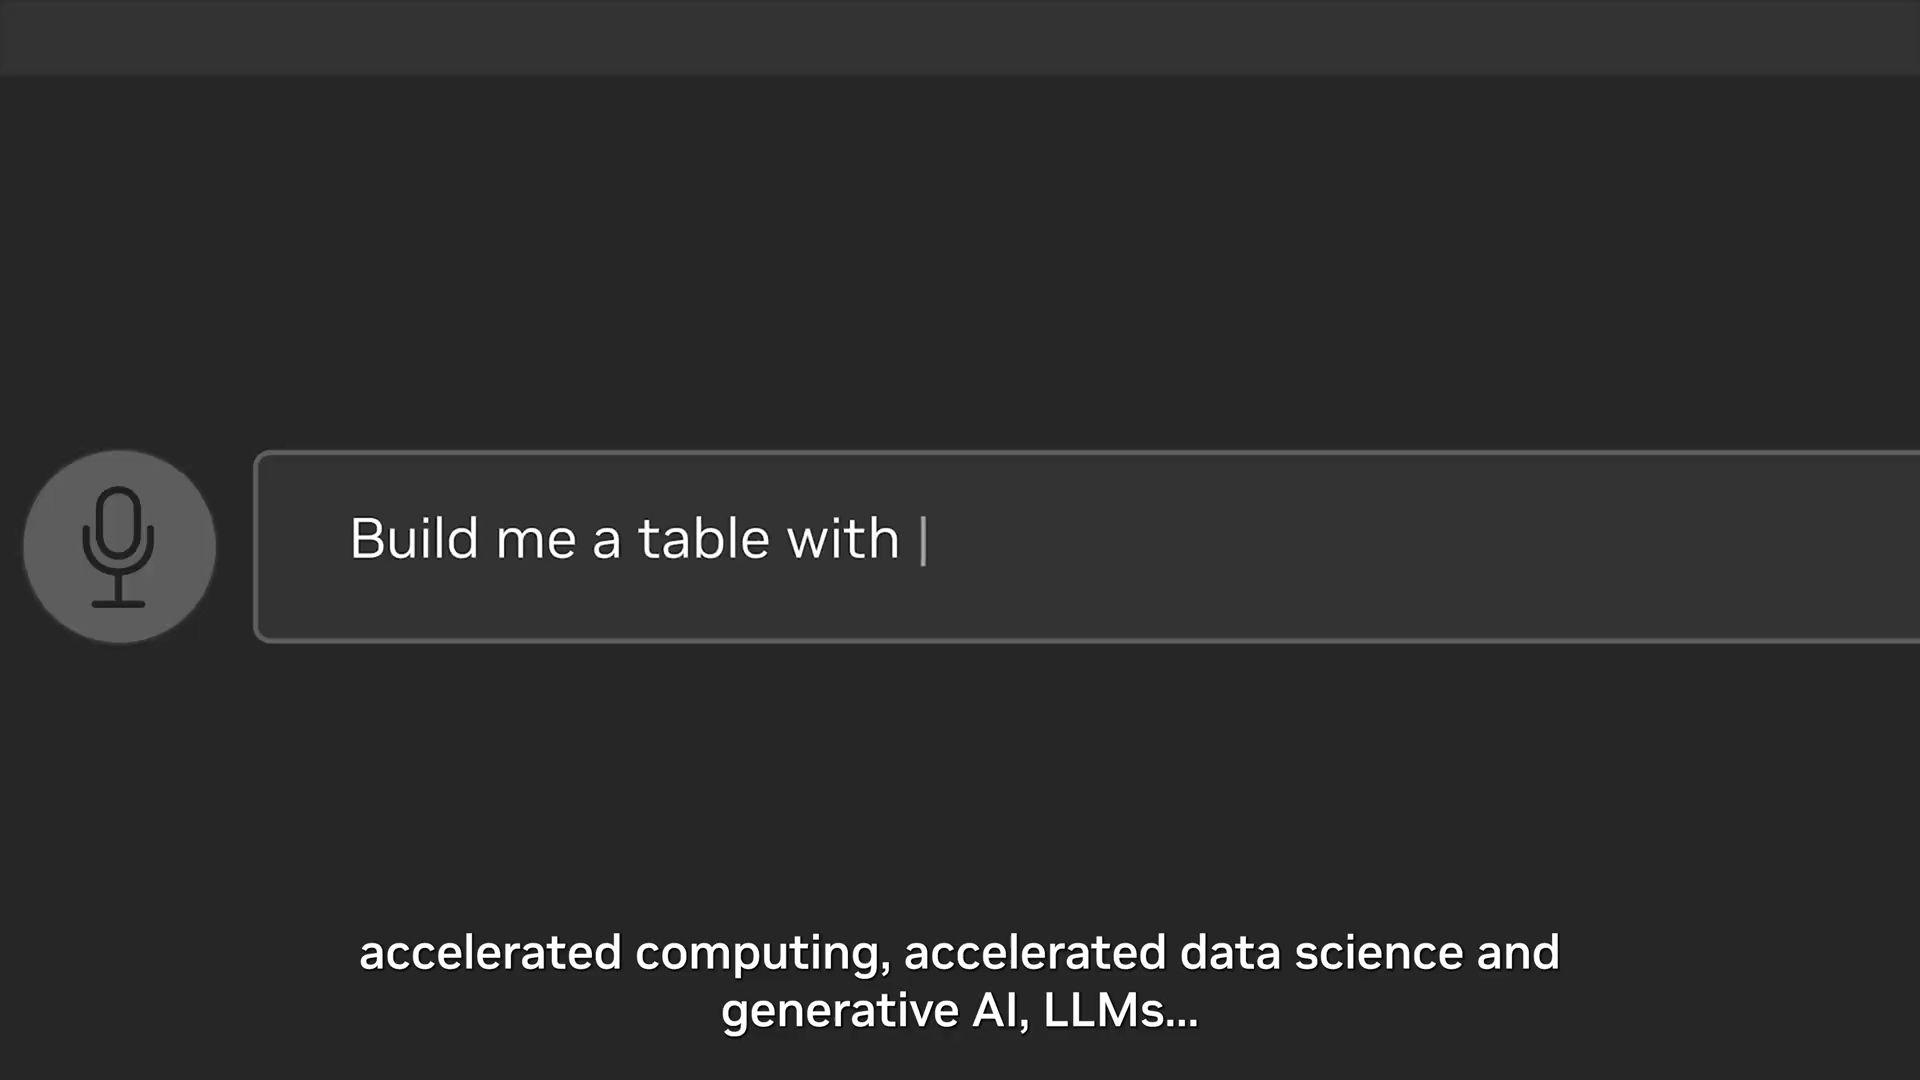 Build me a table with
accelerated computing, accelerated data science and
generative AI, LLMs...